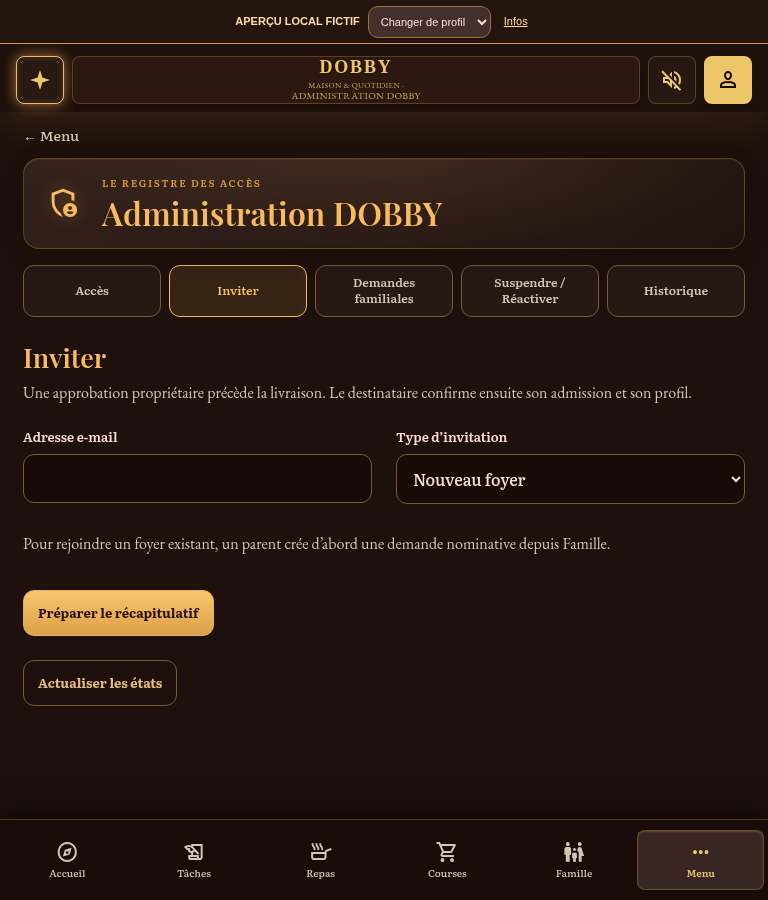 APERÇU LOCAL FICTIF
Changer de profil
Infos
DOBBY
MAISON & QUOTIDIEN ·
ADMINISTRATION DOBBY
← Menu
LE REGISTRE DES ACCÈS
Administration DOBBY
Accès
Inviter
Demandes
familiales
Suspendre /
Réactiver
Historique
Inviter
Une approbation propriétaire précède la livraison. Le destinataire confirme ensuite son admission et son profil.
Adresse e-mail
Type d’invitation
Nouveau foyer
Pour rejoindre un foyer existant, un parent crée d’abord une demande nominative depuis Famille.
Préparer le récapitulatif
Actualiser les états
Accueil
Tâches
Repas
Courses
Famille
Menu